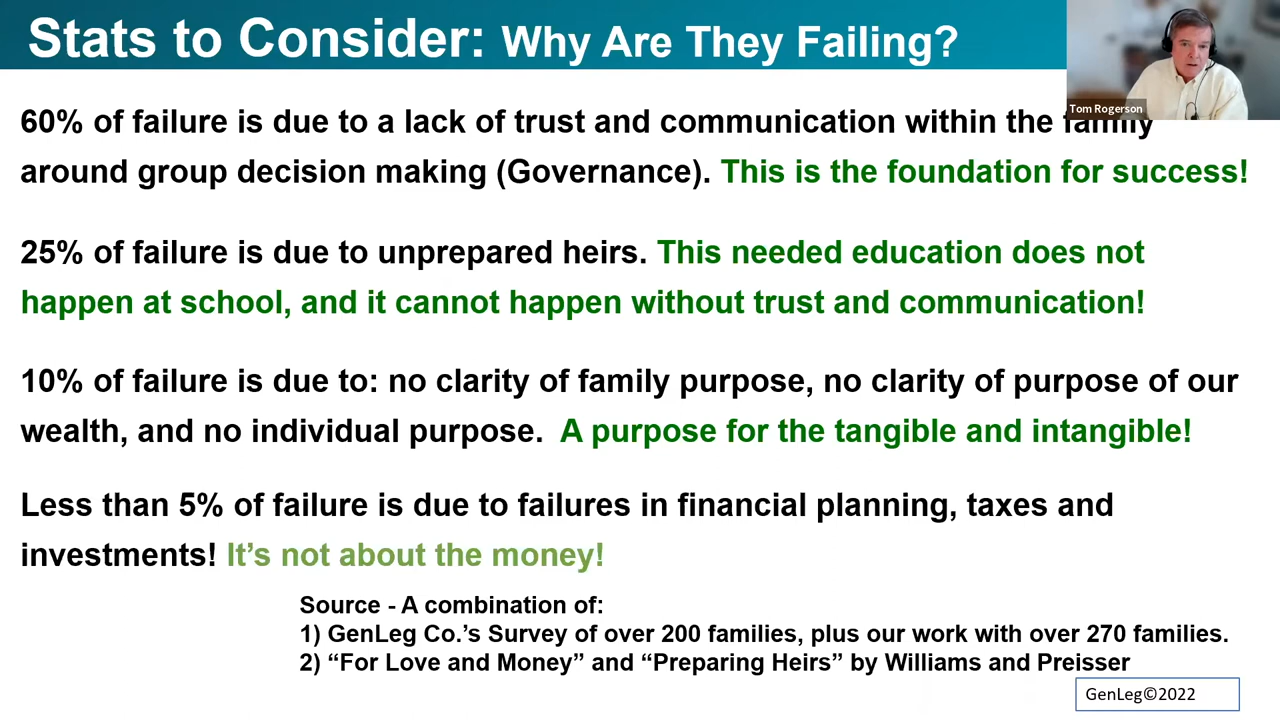 Stats to Consider: Why Are They Failing?
Tom Rogerson
60% of failure is due to a lack of trust and communication within the family
around group decision making (Governance). This is the foundation for success!
25% of failure is due to unprepared heirs. This needed education does not
happen at school, and it cannot happen without trust and communication!
10% of failure is due to: no clarity of family purpose, no clarity of purpose of our
wealth, and no individual purpose. A purpose for the tangible and intangible!
Less than 5% of failure is due to failures in financial planning, taxes and
investments! It’s not about the money!
Source - A combination of:
1) GenLeg Co.’s Survey of over 200 families, plus our work with over 270 families.
2) “For Love and Money” and “Preparing Heirs” by Williams and Preisser
GenLeg©2022